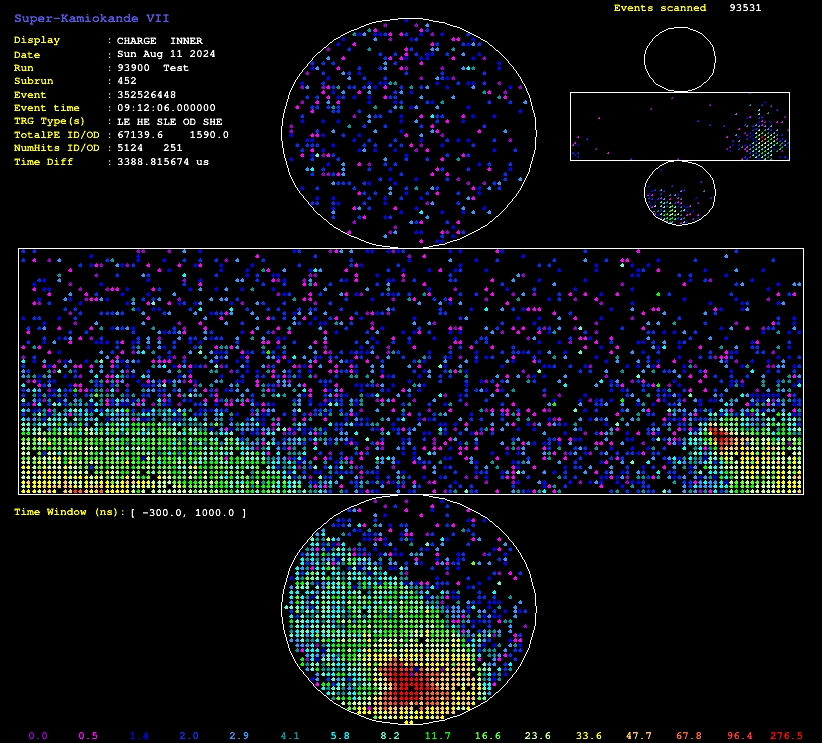 Super-Kamiokande VII
Events scanned 93531
Display : CHARGE INNER
Date : Sun Aug 11 2024
Run : 93900 Test
Subrun : 452
Event : 352526448
Event time : 09:12:06.000000
TRG Type(s) : LE HE SLE OD SHE
TotalPE ID/OD : 67139.6 1590.0
NumHits ID/OD : 5124 251
Time Diff : 3388.815674 us
Time Window (ns): [ -300.0, 1000.0 ]
0.0 0.5 1.4 2.0 2.9 4.1 5.8 8.2 11.7 16.6 23.6 33.6 47.7 67.8 96.4 276.5